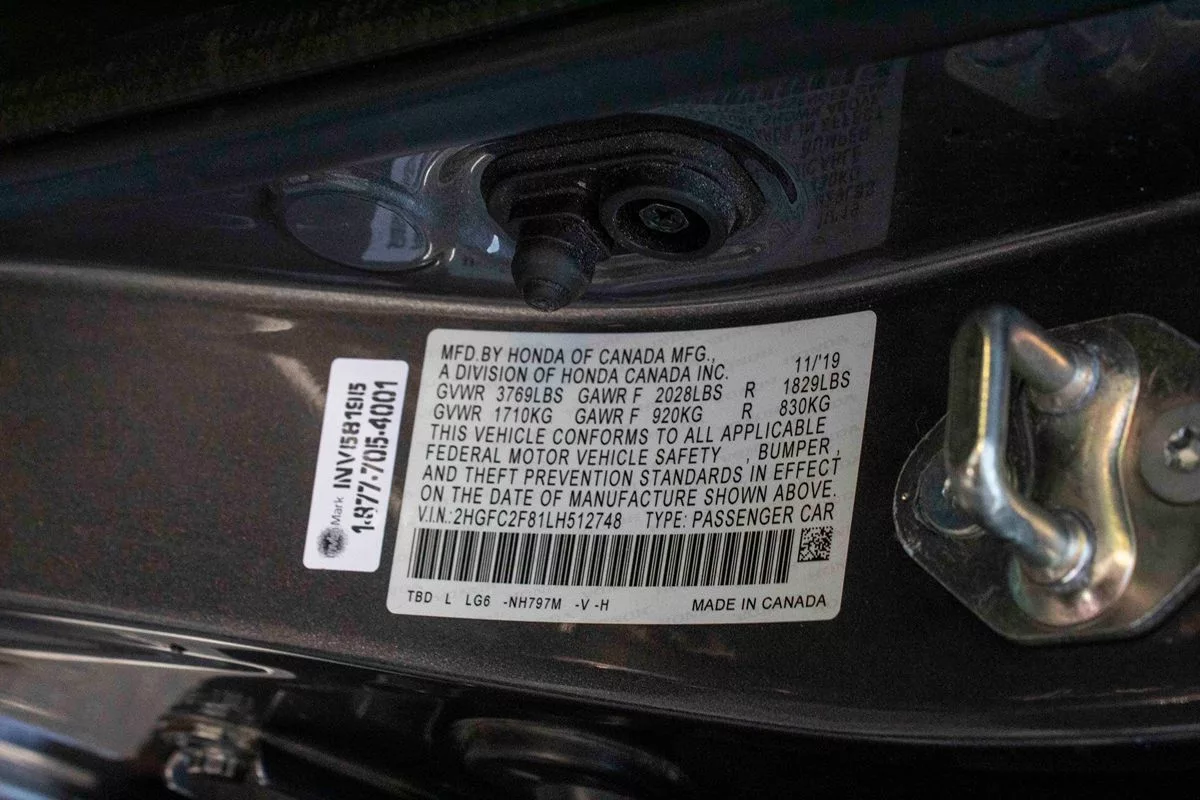 Mark INV581915
1-877-705-4001
MFD.BY HONDA OF CANADA MFG., 11/'19
A DIVISION OF HONDA CANADA INC.
GVWR 3769LBS GAWR F 2028LBS R 1829LBS
GVWR 1710KG GAWR F 920KG R 830KG
THIS VEHICLE CONFORMS TO ALL APPLICABLE
FEDERAL MOTOR VEHICLE SAFETY , BUMPER ,
AND THEFT PREVENTION STANDARDS IN EFFECT
ON THE DATE OF MANUFACTURE SHOWN ABOVE.
V.I.N.:2HGFC2F81LH512748 TYPE: PASSENGER CAR
TBD L LG6 -NH797M -V -H MADE IN CANADA